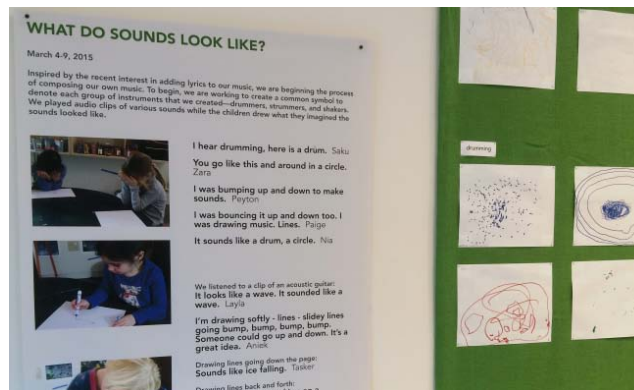 WHAT DO SOUNDS LOOK LIKE?
March 4-9, 2015
Inspired by the recent interest in adding lyrics to our music, we are beginning the process
of composing our own music. To begin, we are working to create a common symbol to
denote each group of instruments that we created—drummers, strummers, and shakers.
We played audio clips of various sounds while the children drew what they imagined the
sounds looked like.
I hear drumming, here is a drum. Saku
You go like this and around in a circle.
Zara
I was bumping up and down to make
sounds. Peyton
I was bouncing it up and down too. I
was drawing music. Lines. Paige
It sounds like a drum, a circle. Nia
We listened to a clip of an acoustic guitar:
It looks like a wave. It sounded like a
wave. Layla
I'm drawing softly - lines - slidey lines
going bump, bump, bump, bump.
Someone could go up and down. It's a
great idea. Aniek
Drawing lines going down the page:
Sounds like ice falling. Tasker
Drawing lines back and forth:
drumming